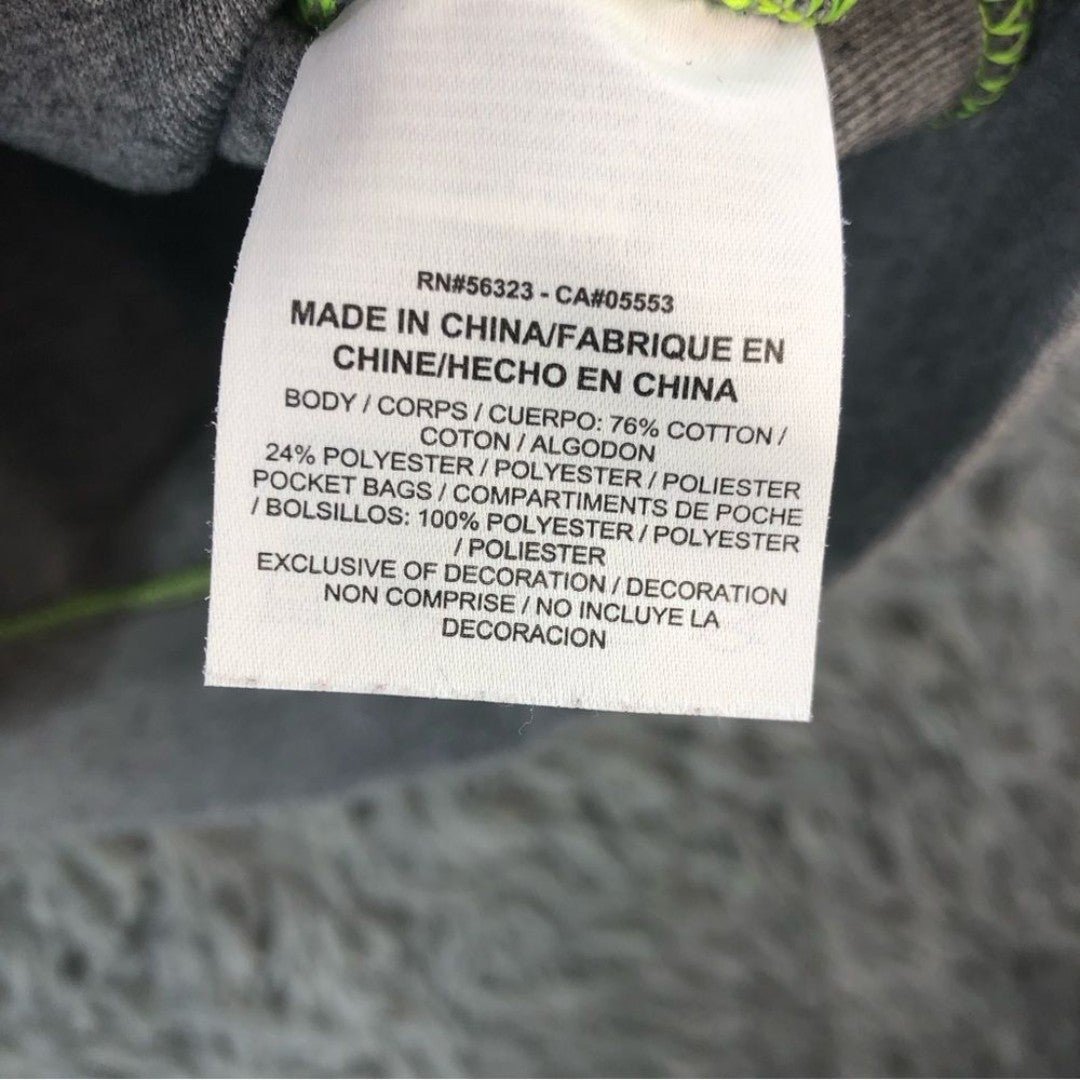 RN#56323 - CA#05553
MADE IN CHINA/FABRIQUE EN
CHINE/HECHO EN CHINA
BODY / CORPS / CUERPO: 76% COTTON /
COTON / ALGODON
24% POLYESTER / POLYESTER / POLIESTER
POCKET BAGS / COMPARTIMENTS DE POCHE
/ BOLSILLOS: 100% POLYESTER / POLYESTER
/ POLIESTER
EXCLUSIVE OF DECORATION / DECORATION
NON COMPRISE / NO INCLUYE LA
DECORACION